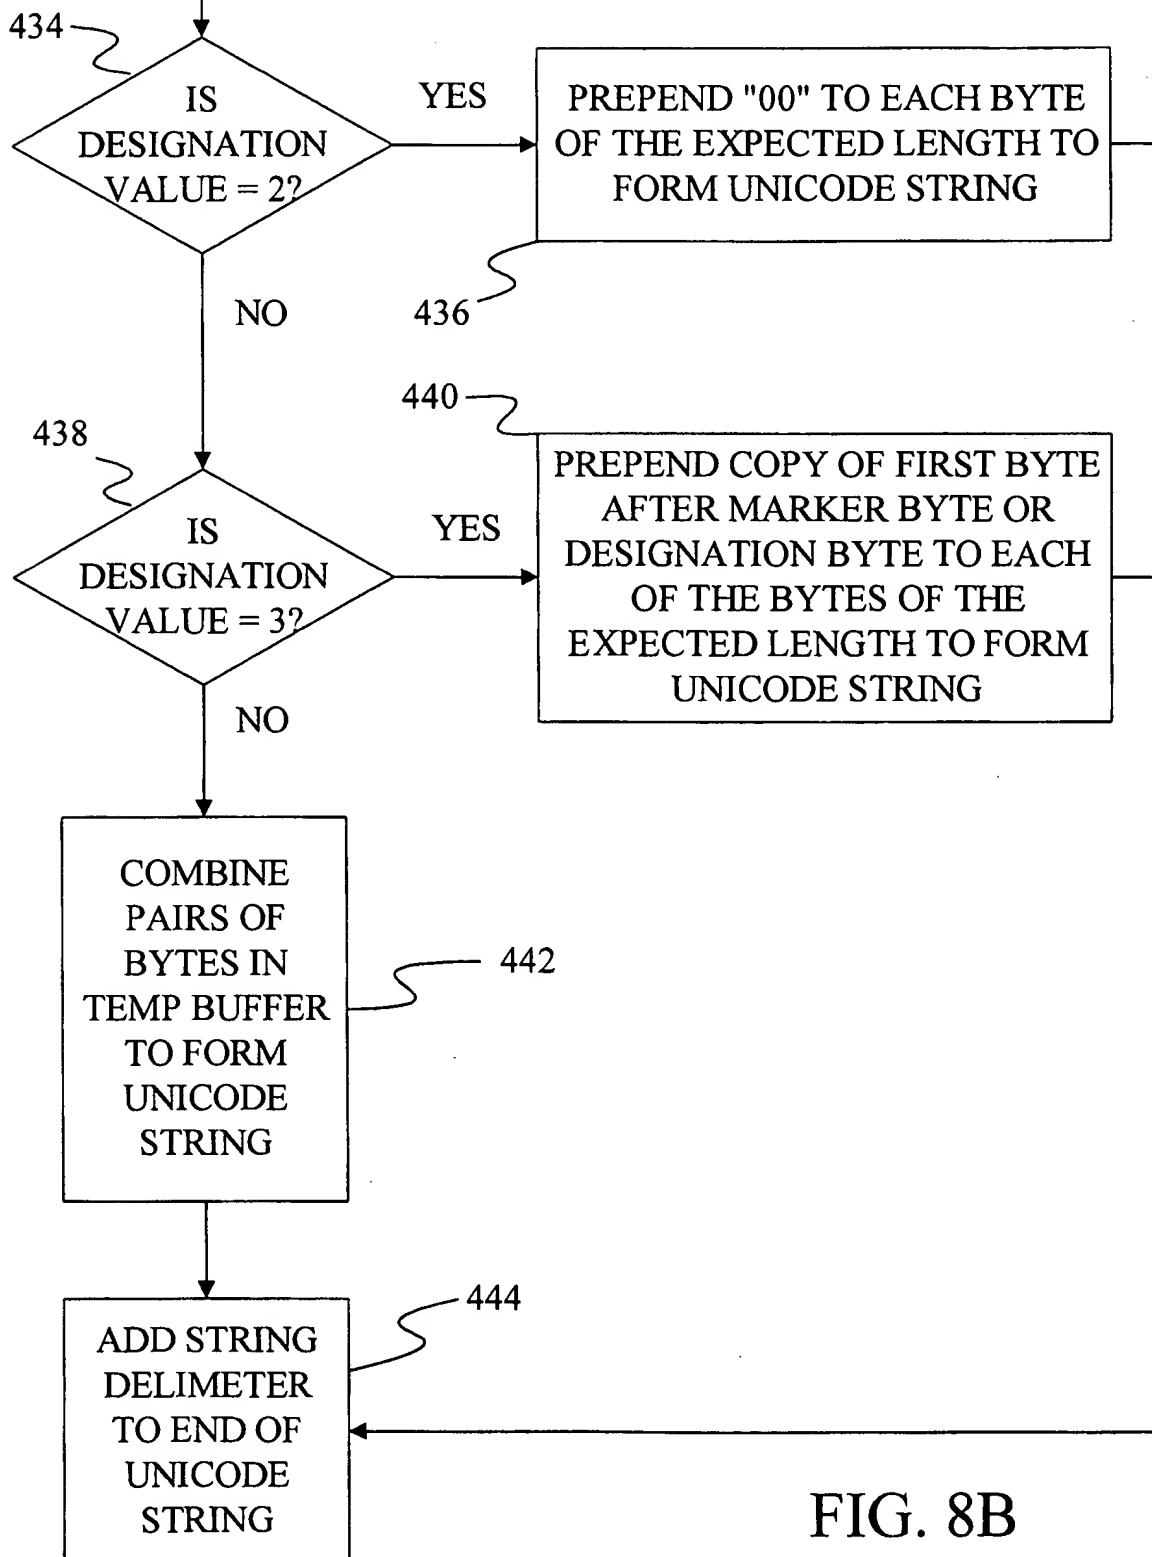 434
IS
DESIGNATION
VALUE = 2?
YES
PREPEND "00" TO EACH BYTE
OF THE EXPECTED LENGTH TO
FORM UNICODE STRING
436
NO
440
438
IS
DESIGNATION
VALUE = 3?
YES
PREPEND COPY OF FIRST BYTE
AFTER MARKER BYTE OR
DESIGNATION BYTE TO EACH
OF THE BYTES OF THE
EXPECTED LENGTH TO FORM
UNICODE STRING
NO
COMBINE
PAIRS OF
BYTES IN
TEMP BUFFER
TO FORM
UNICODE
STRING
442
444
ADD STRING
DELIMETER
TO END OF
UNICODE
STRING
FIG. 8B